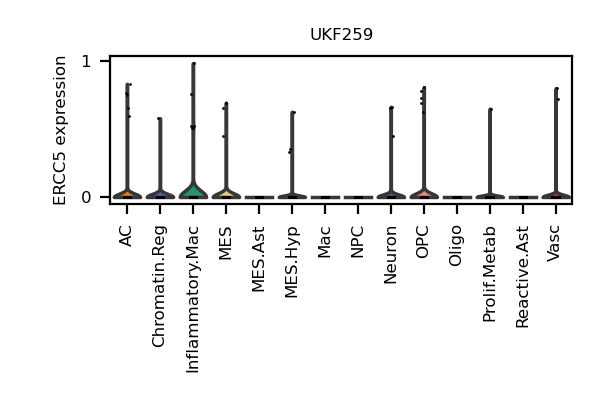 UKF259
ERCC5 expression
1
0
AC
Chromatin.Reg
Inflammatory.Mac
MES
MES.Ast
MES.Hyp
Mac
NPC
Neuron
OPC
Oligo
Prolif.Metab
Reactive.Ast
Vasc